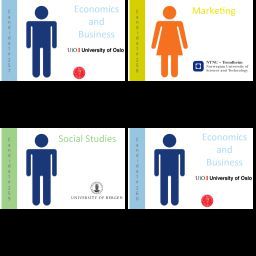 Economics
and
Business
UiO University of Oslo
Marketing
NTNU – Trondheim
Norwegian University of
Science and Technology
Social Studies
UNIVERSITY OF BERGEN
Economics
and
Business
UiO University of Oslo